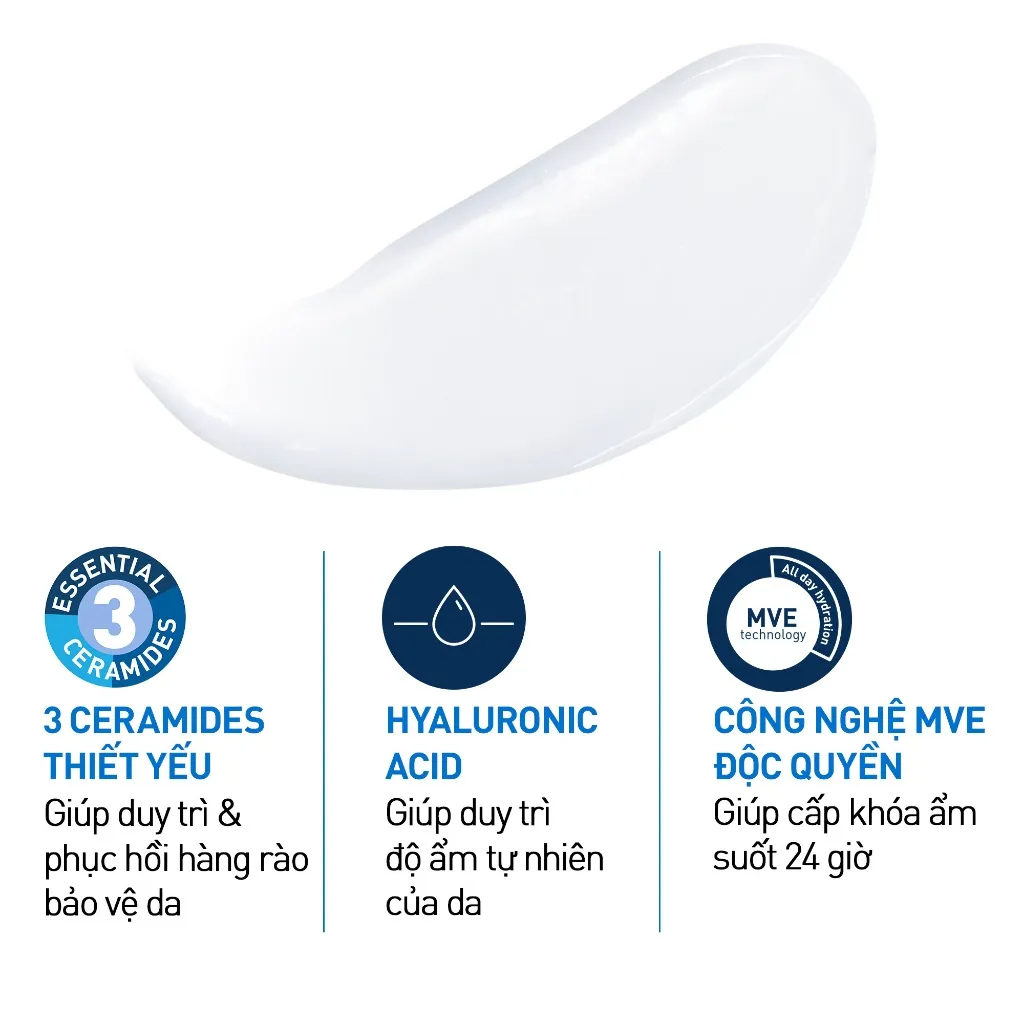 ESSENTIAL
3
CERAMIDES
3 CERAMIDES
THIẾT YẾU
Giúp duy trì &
phục hồi hàng rào
bảo vệ da
HYALURONIC
ACID
Giúp duy trì
độ ẩm tự nhiên
của da
All day hydration
MVE
technology
CÔNG NGHỆ MVE
ĐỘC QUYỀN
Giúp cấp khóa ẩm
suốt 24 giờ